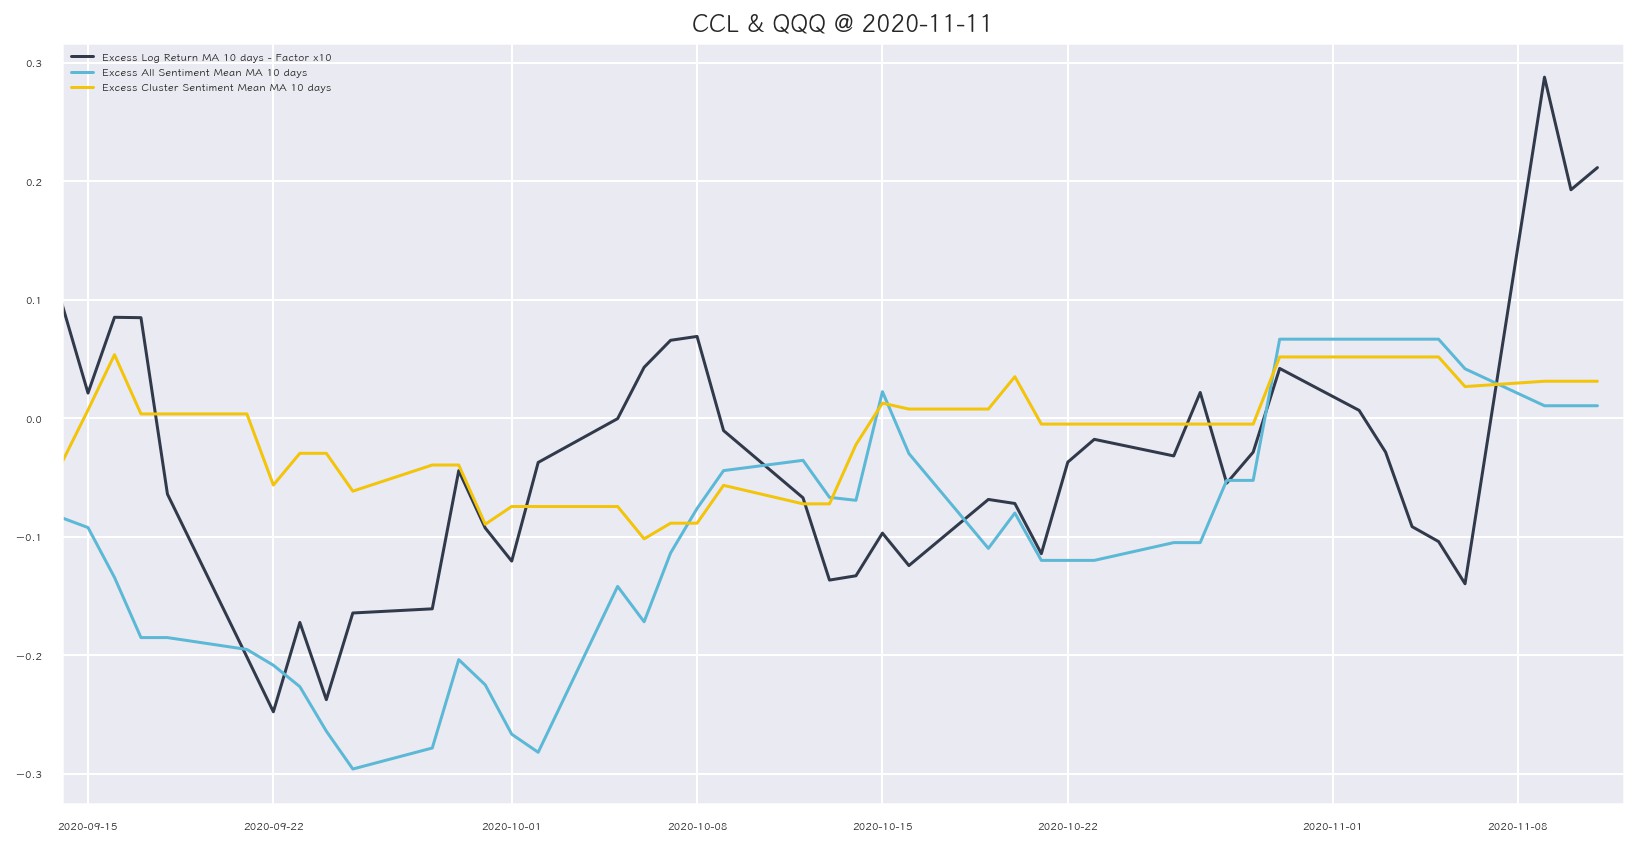 CCL & QQQ @ 2020-11-11
Excess Log Return MA 10 days - Factor x10
Excess All Sentiment Mean MA 10 days
Excess Cluster Sentiment Mean MA 10 days
0.3
0.2
0.1
0.0
−0.1
−0.2
−0.3
2020-09-15 2020-09-22 2020-10-01 2020-10-08 2020-10-15 2020-10-22 2020-11-01 2020-11-08